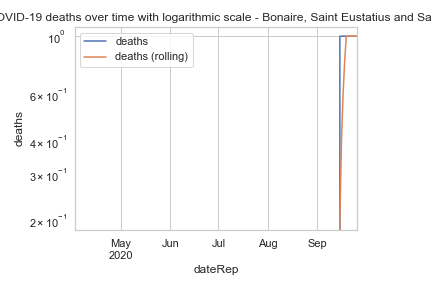 OVID-19 deaths over time with logarithmic scale - Bonaire, Saint Eustatius and Sa
deaths
deaths (rolling)
10⁰
6 × 10⁻¹
4 × 10⁻¹
3 × 10⁻¹
2 × 10⁻¹
deaths
May
2020
Jun
Jul
Aug
Sep
dateRep